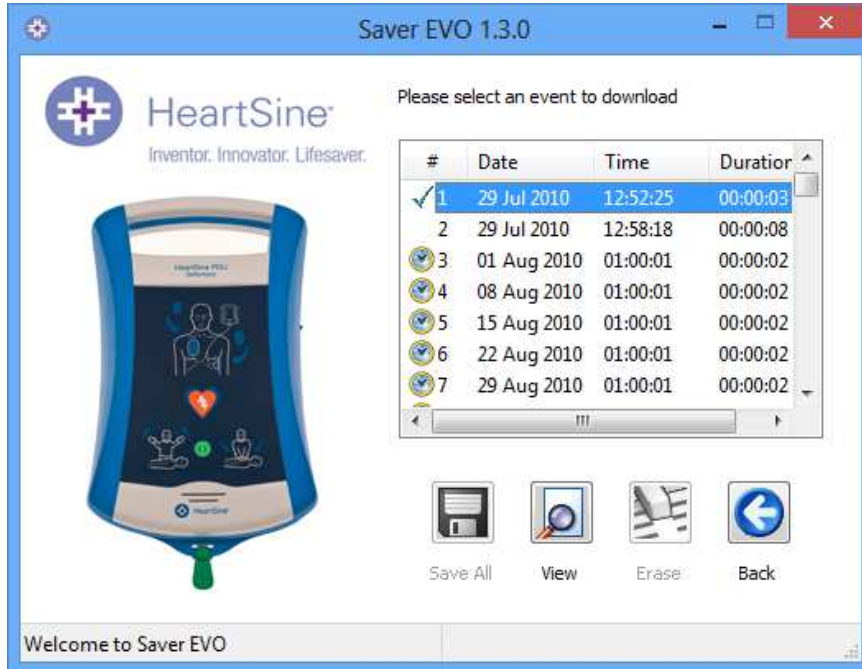 Saver EVO 1.3.0
HeartSine
Inventor. Innovator. Lifesaver.
Please select an event to download
# Date Time Duration
1 29 Jul 2010 12:52:25 00:00:03
2 29 Jul 2010 12:58:18 00:00:08
3 01 Aug 2010 01:00:01 00:00:02
4 08 Aug 2010 01:00:01 00:00:02
5 15 Aug 2010 01:00:01 00:00:02
6 22 Aug 2010 01:00:01 00:00:02
7 29 Aug 2010 01:00:01 00:00:02
HeartSine
Save All View Erase Back
Welcome to Saver EVO